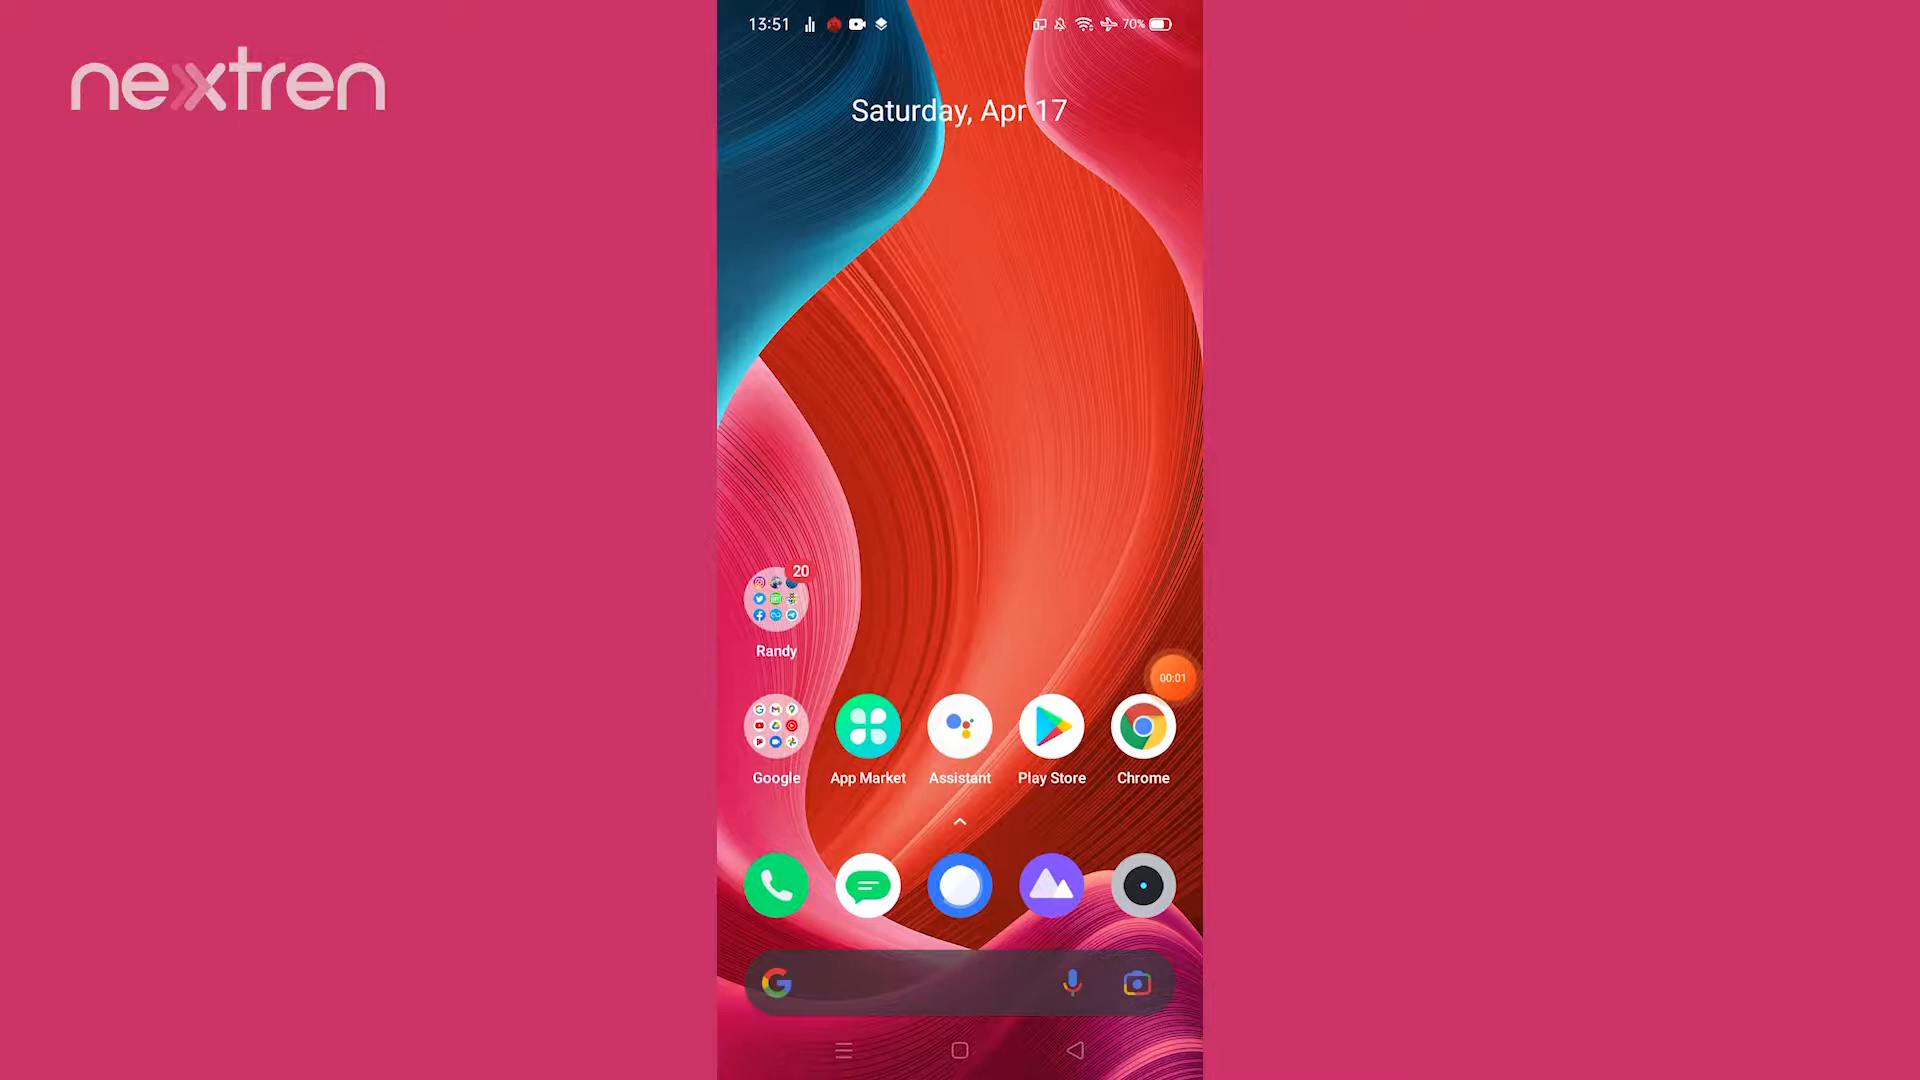 nextren
13:51
70%
Saturday, Apr 17
20
Randy
00:01
Google
App Market
Assistant
Play Store
Chrome